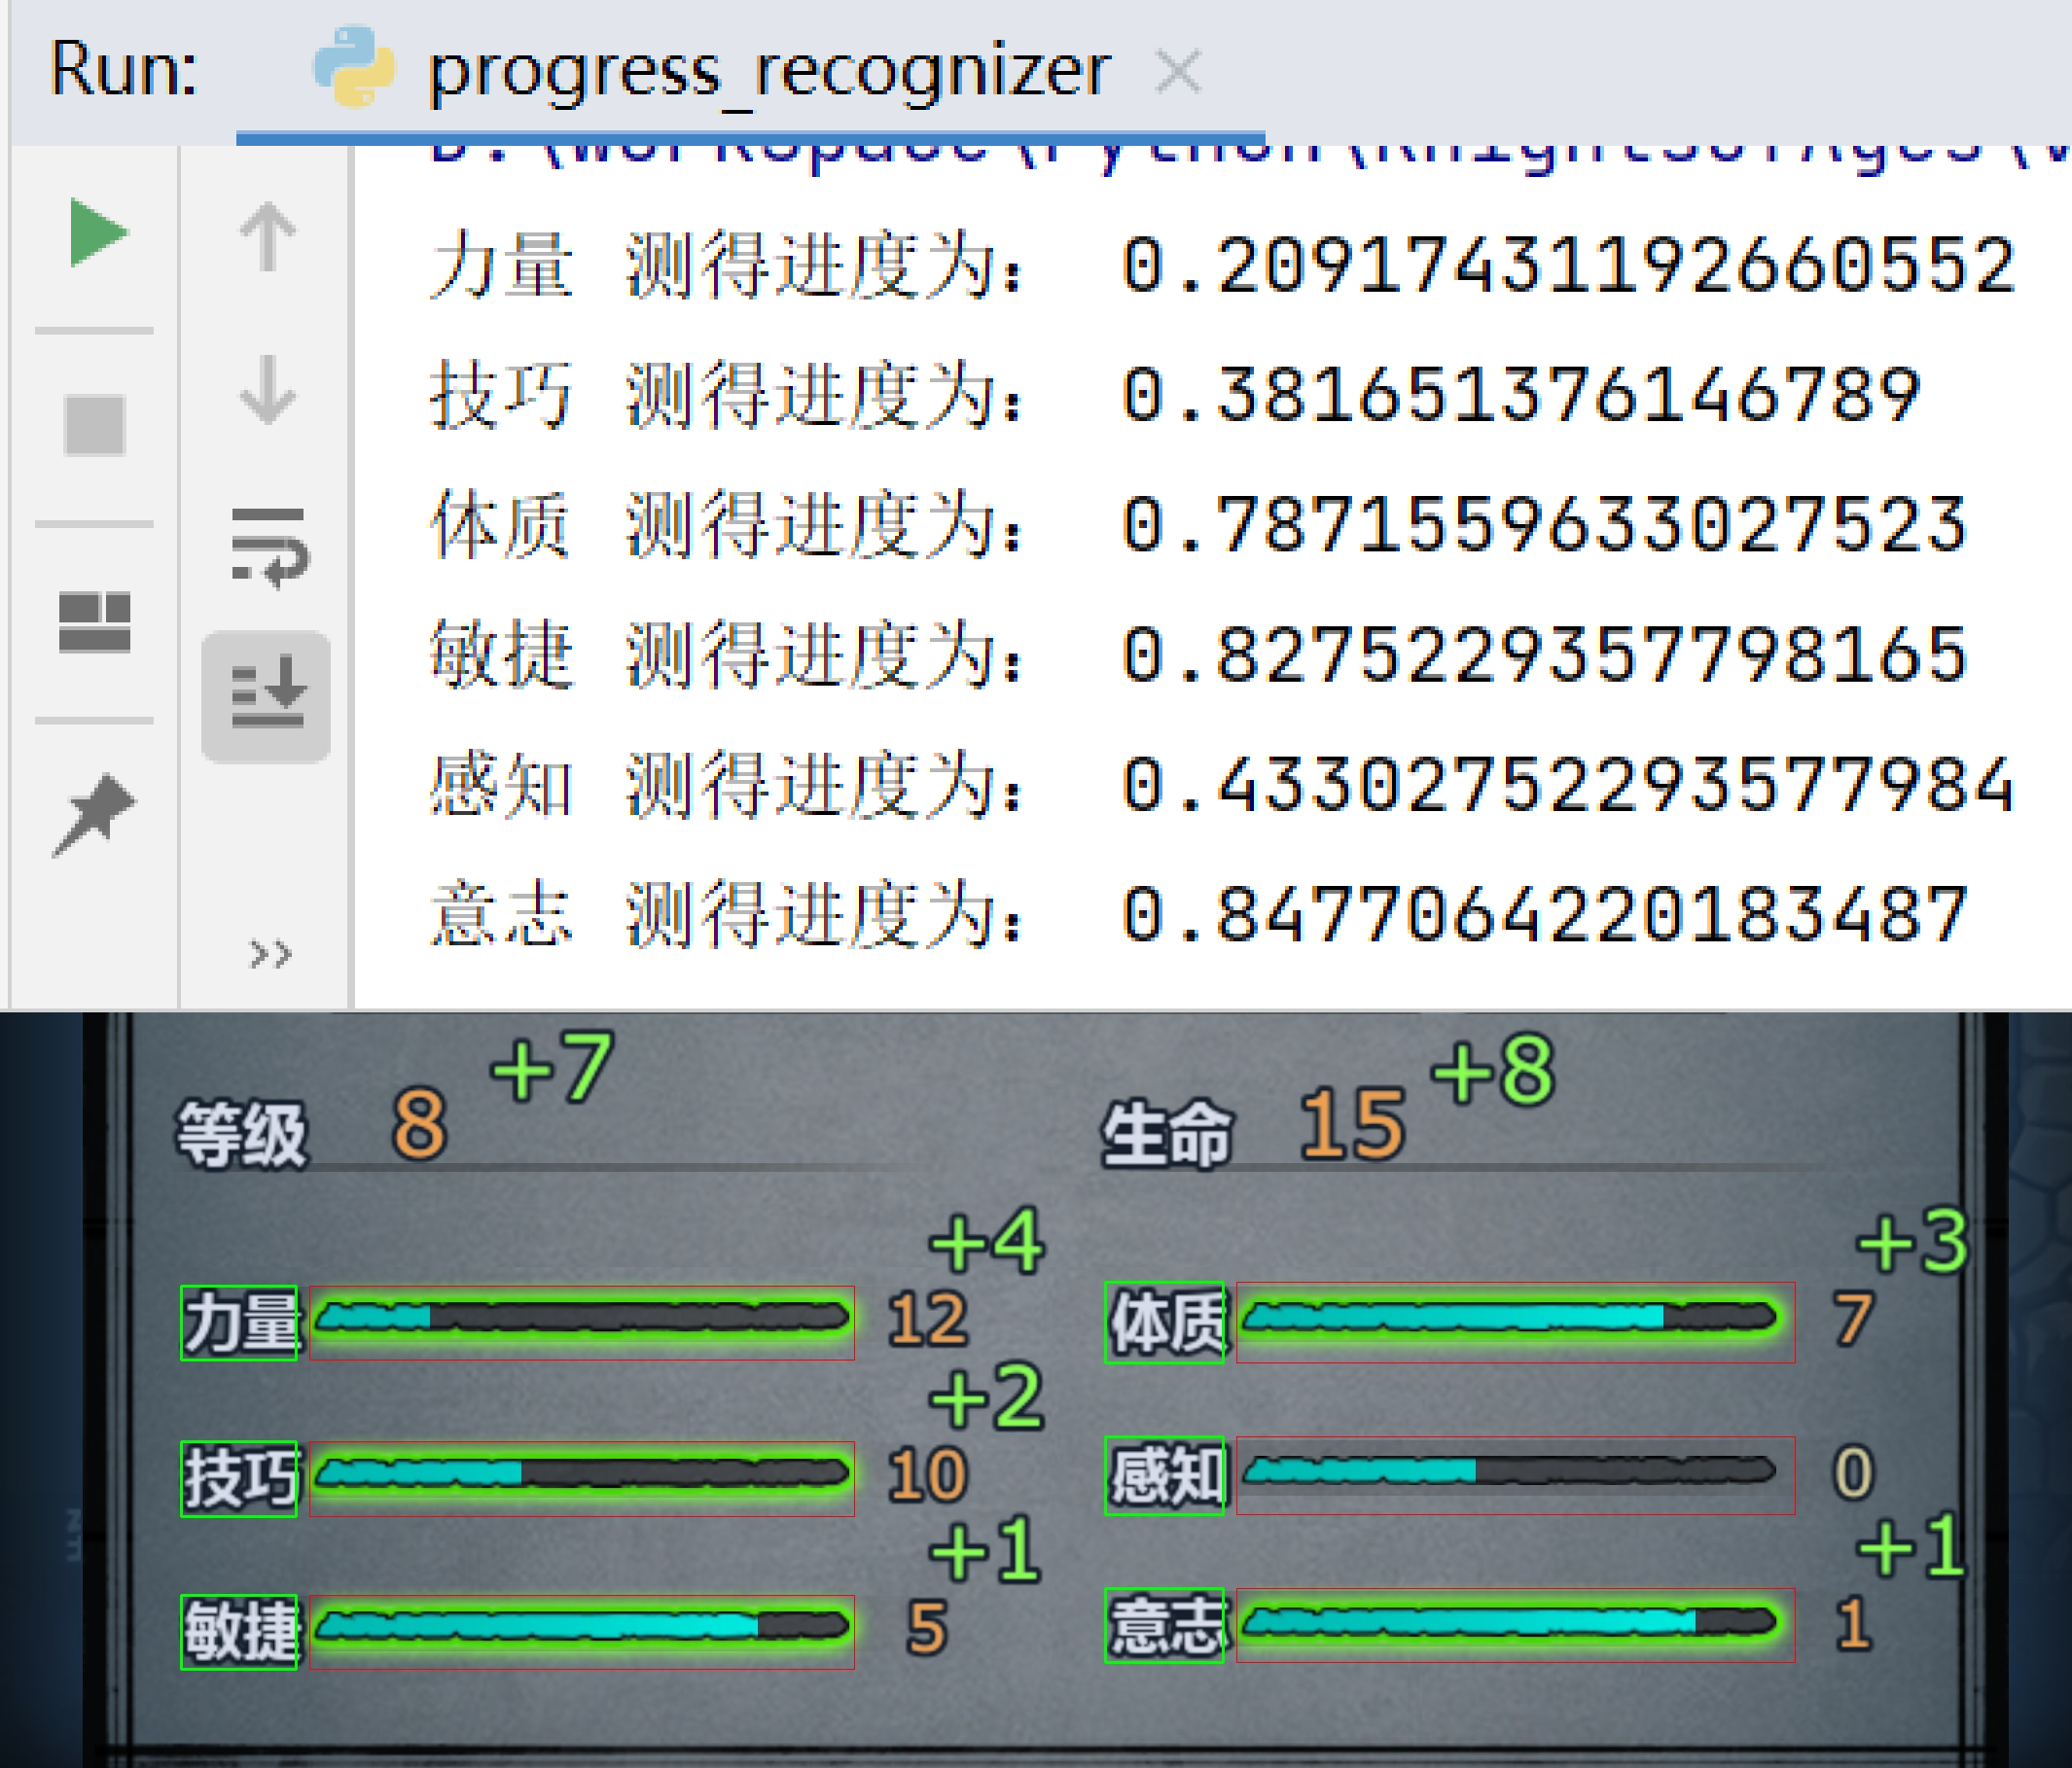 Run: progress_recognizer
D:\Workspace\Python\KnightsOfAges\v
力量 测得进度为: 0.20917431192660552
技巧 测得进度为: 0.381651376146789
体质 测得进度为: 0.7871559633027523
敏捷 测得进度为: 0.8275229357798165
感知 测得进度为: 0.43302752293577984
意志 测得进度为: 0.8477064220183487
等级 8 +7 生命 15 +8
+4 +3
力量 12 体质 7
+2
技巧 10 感知 0
+1 +1
敏捷 5 意志 1